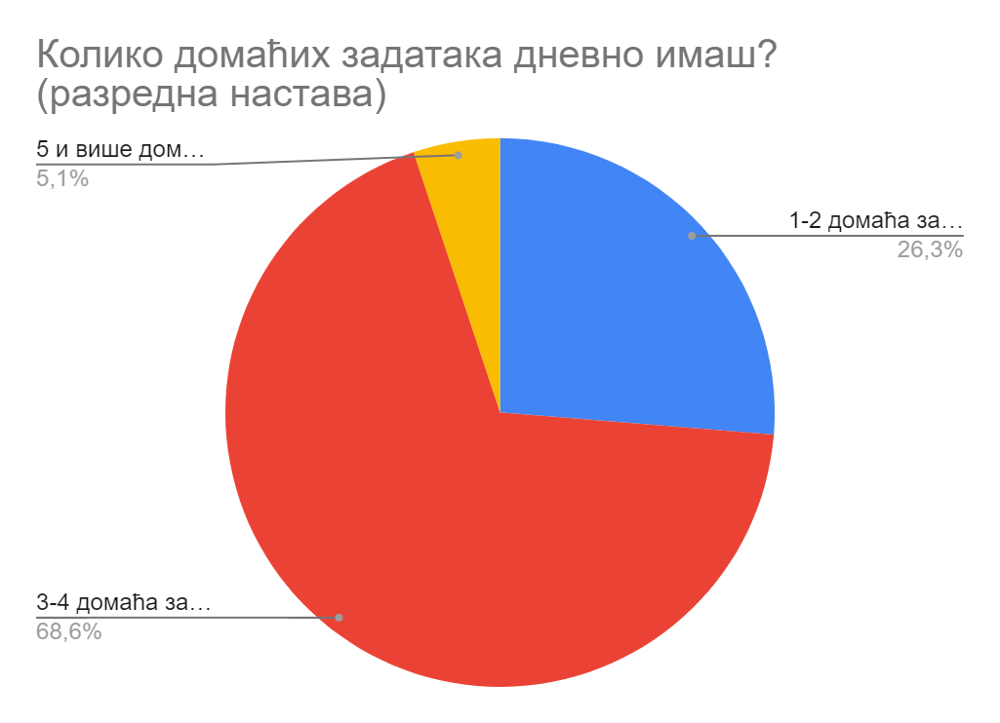 Колико домаћих задатака дневно имаш?
(разредна настава)
5 и више дом…
5,1%
1-2 домаћа за…
26,3%
3-4 домаћа за…
68,6%